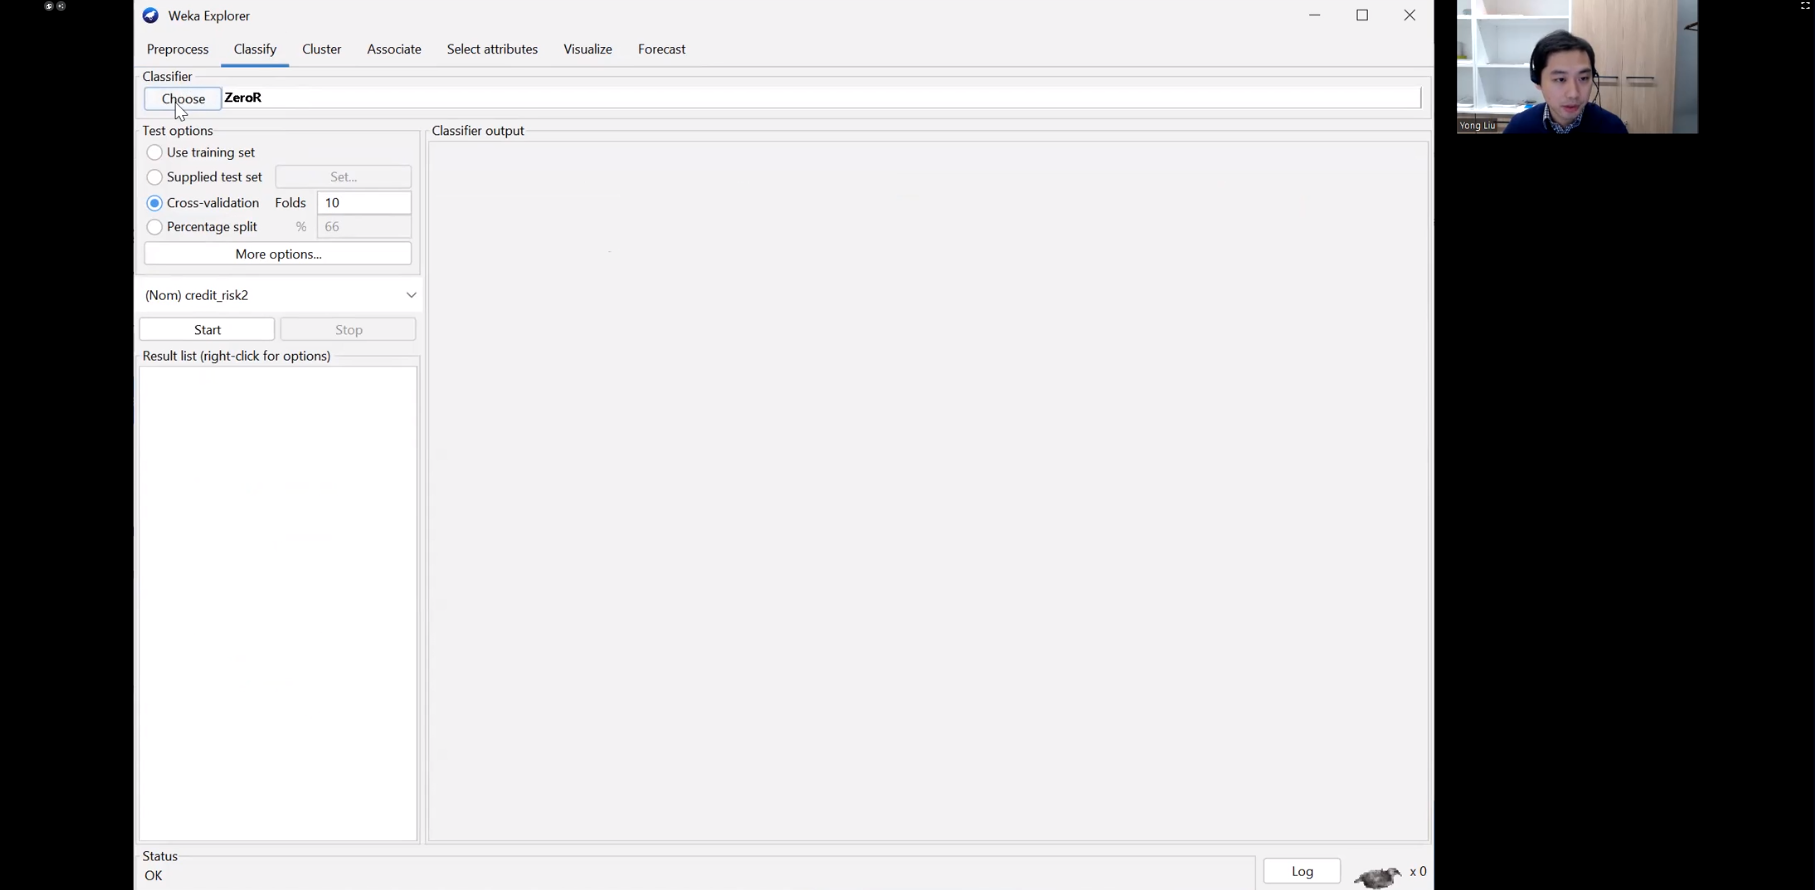 Weka Explorer
Preprocess Classify Cluster Associate Select attributes Visualize Forecast
Classifier
Choose ZeroR
Test options
Use training set
Supplied test set Set...
Cross-validation Folds 10
Percentage split % 66
More options...
(Nom) credit_risk2
Start Stop
Result list (right-click for options)
Classifier output
Status
OK
Log x 0
Yong Liu